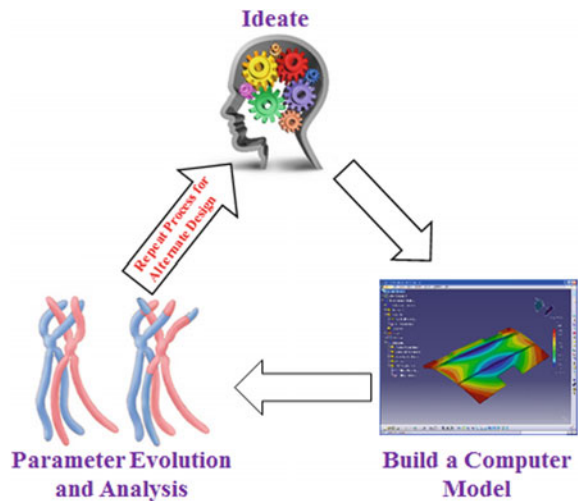 Ideate
Repeat Process for
Alternate Design
Parameter Evolution
and Analysis
Build a Computer
Model